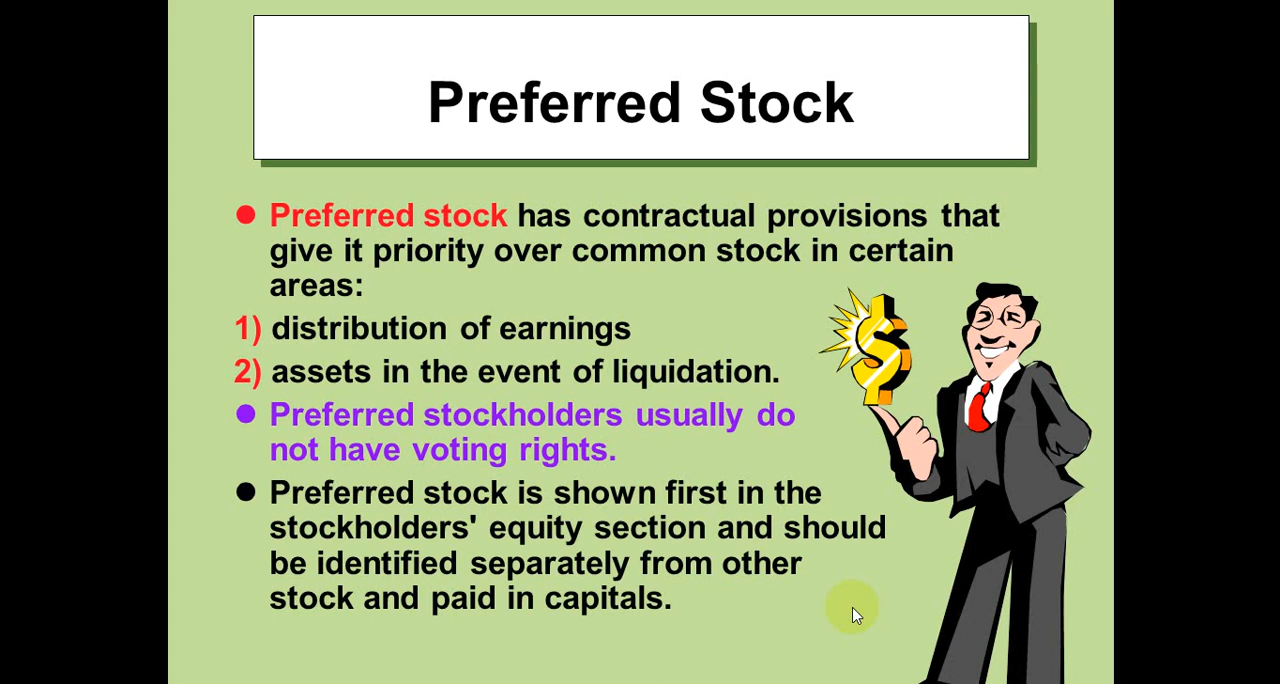 Preferred Stock
● Preferred stock has contractual provisions that
give it priority over common stock in certain
areas:
1) distribution of earnings
2) assets in the event of liquidation.
● Preferred stockholders usually do
not have voting rights.
● Preferred stock is shown first in the
stockholders' equity section and should
be identified separately from other
stock and paid in capitals.
$